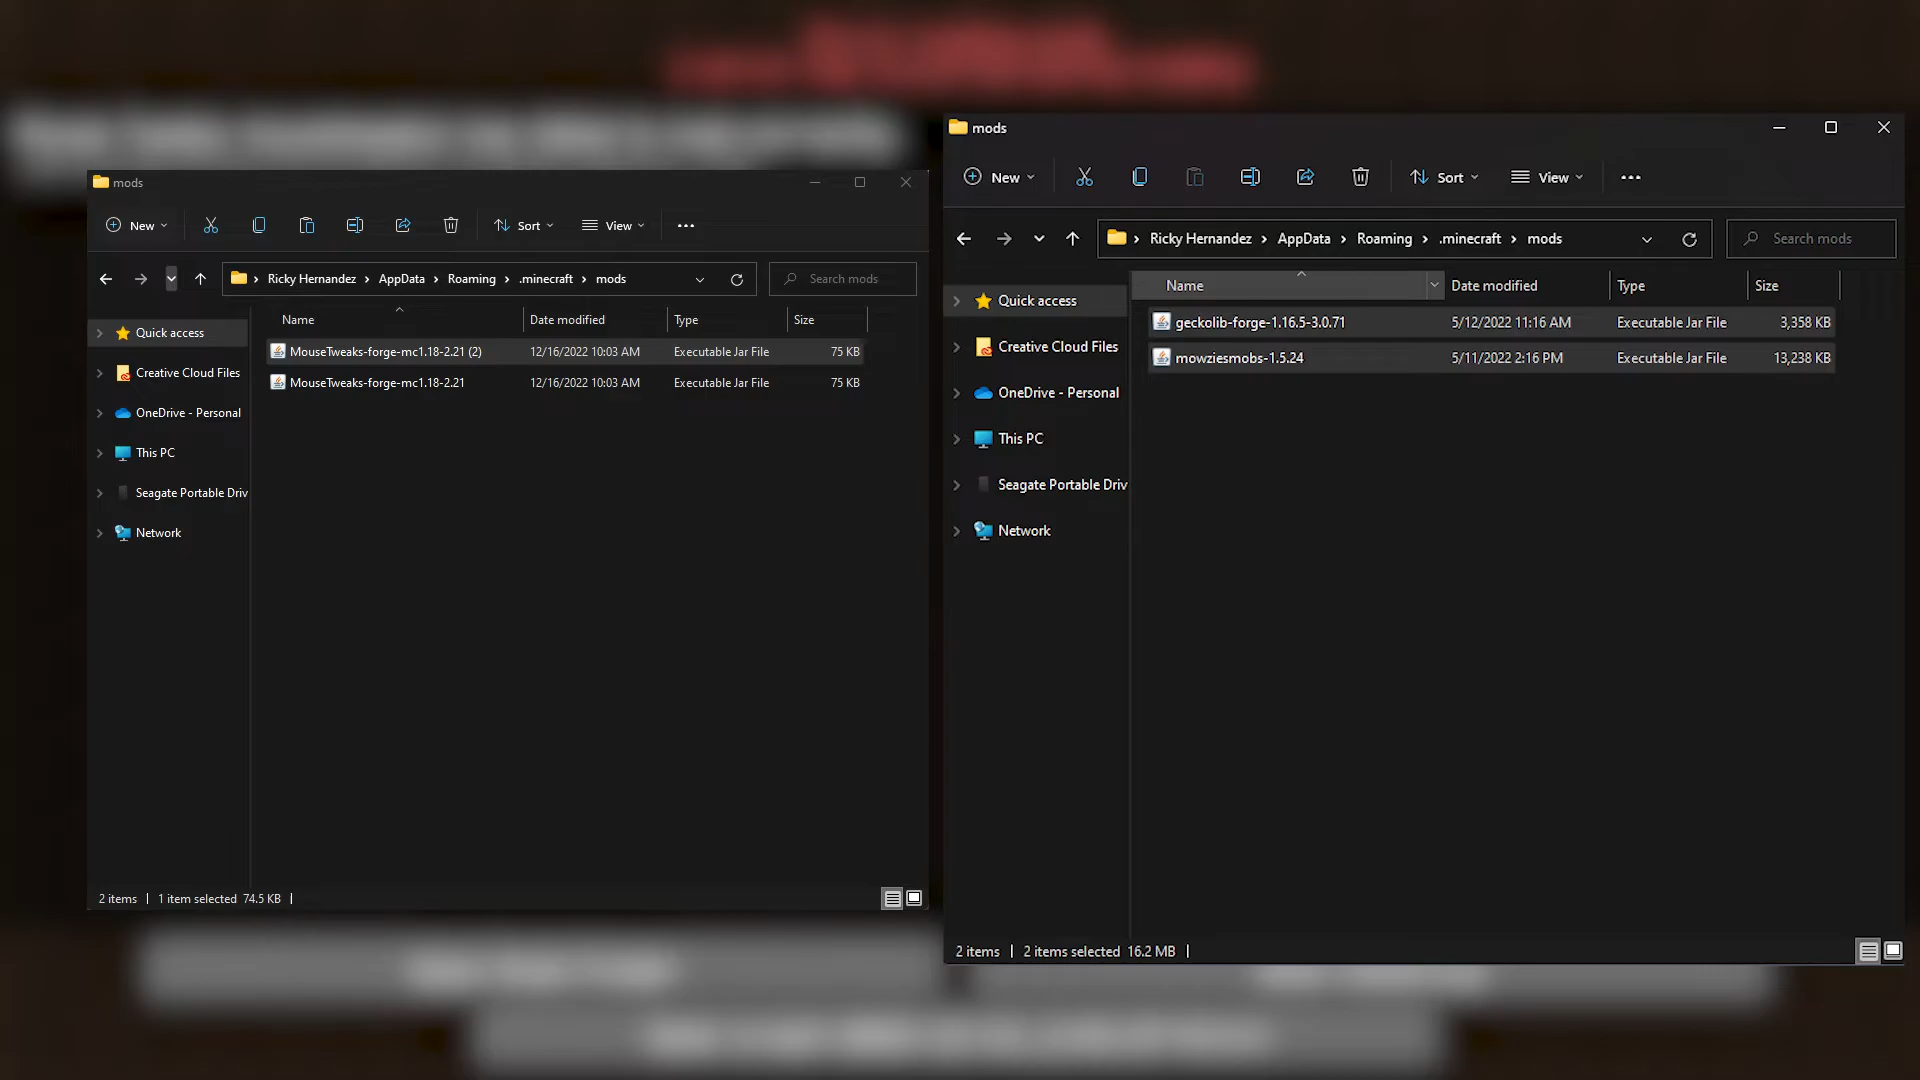 mods
New
Sort
View
Ricky Hernandez
AppData
Roaming
.minecraft
mods
Search mods
Quick access
Creative Cloud Files
OneDrive - Personal
This PC
Seagate Portable Driv
Network
Name
Date modified
Type
Size
MouseTweaks-forge-mc1.18-2.21 (2)
12/16/2022 10:03 AM
Executable Jar File
75 KB
MouseTweaks-forge-mc1.18-2.21
12/16/2022 10:03 AM
Executable Jar File
75 KB
2 items
1 item selected 74.5 KB
mods
New
Sort
View
Ricky Hernandez
AppData
Roaming
.minecraft
mods
Search mods
Quick access
Creative Cloud Files
OneDrive - Personal
This PC
Seagate Portable Driv
Network
Name
Date modified
Type
Size
geckolib-forge-1.16.5-3.0.71
5/12/2022 11:16 AM
Executable Jar File
3,358 KB
mowziesmobs-1.5.24
5/11/2022 2:16 PM
Executable Jar File
13,238 KB
2 items
2 items selected 16.2 MB